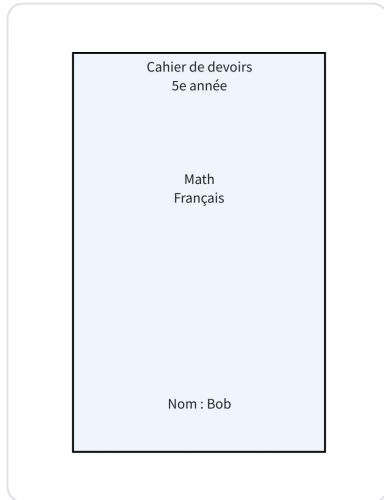 Cahier de devoirs
5e année
Math
Français
Nom : Bob